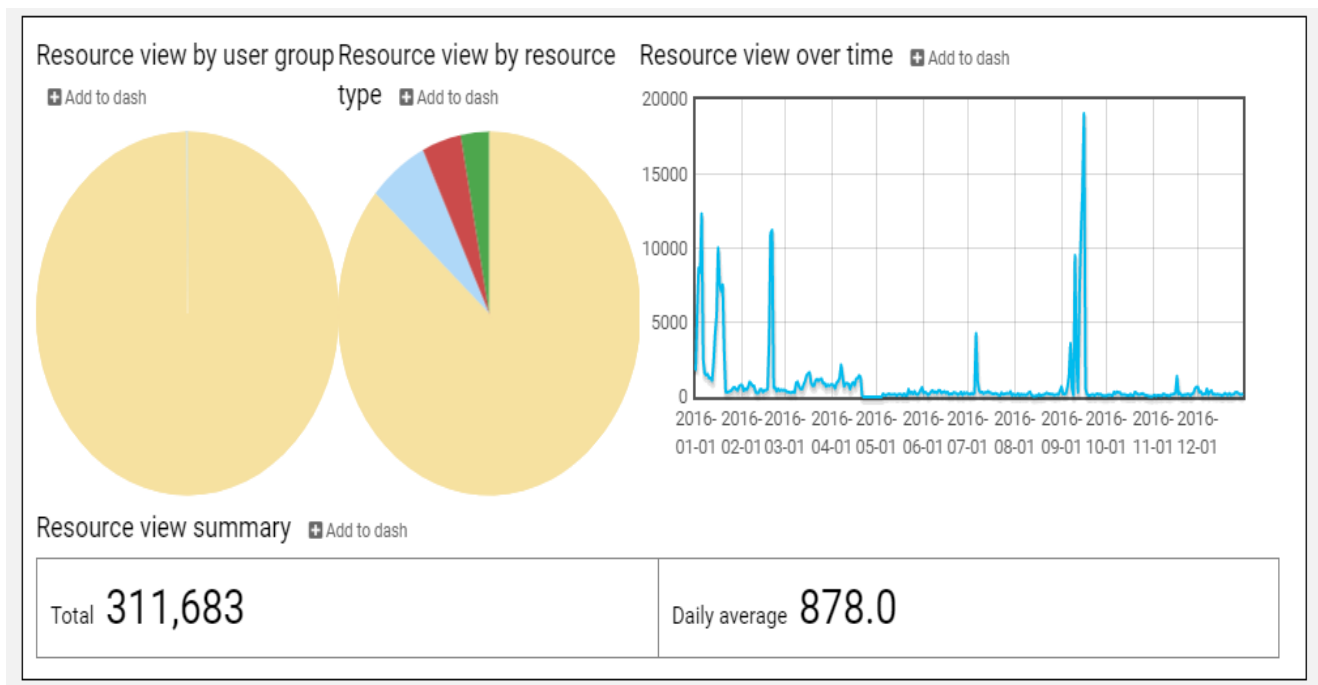 Resource view by user group
Add to dash
Resource view by resource
type Add to dash
Resource view over time Add to dash
20000
15000
10000
5000
0
2016- 2016- 2016- 2016- 2016- 2016- 2016- 2016- 2016- 2016- 2016- 2016-
01-01 02-01 03-01 04-01 05-01 06-01 07-01 08-01 09-01 10-01 11-01 12-01
Resource view summary Add to dash
Total 311,683
Daily average 878.0